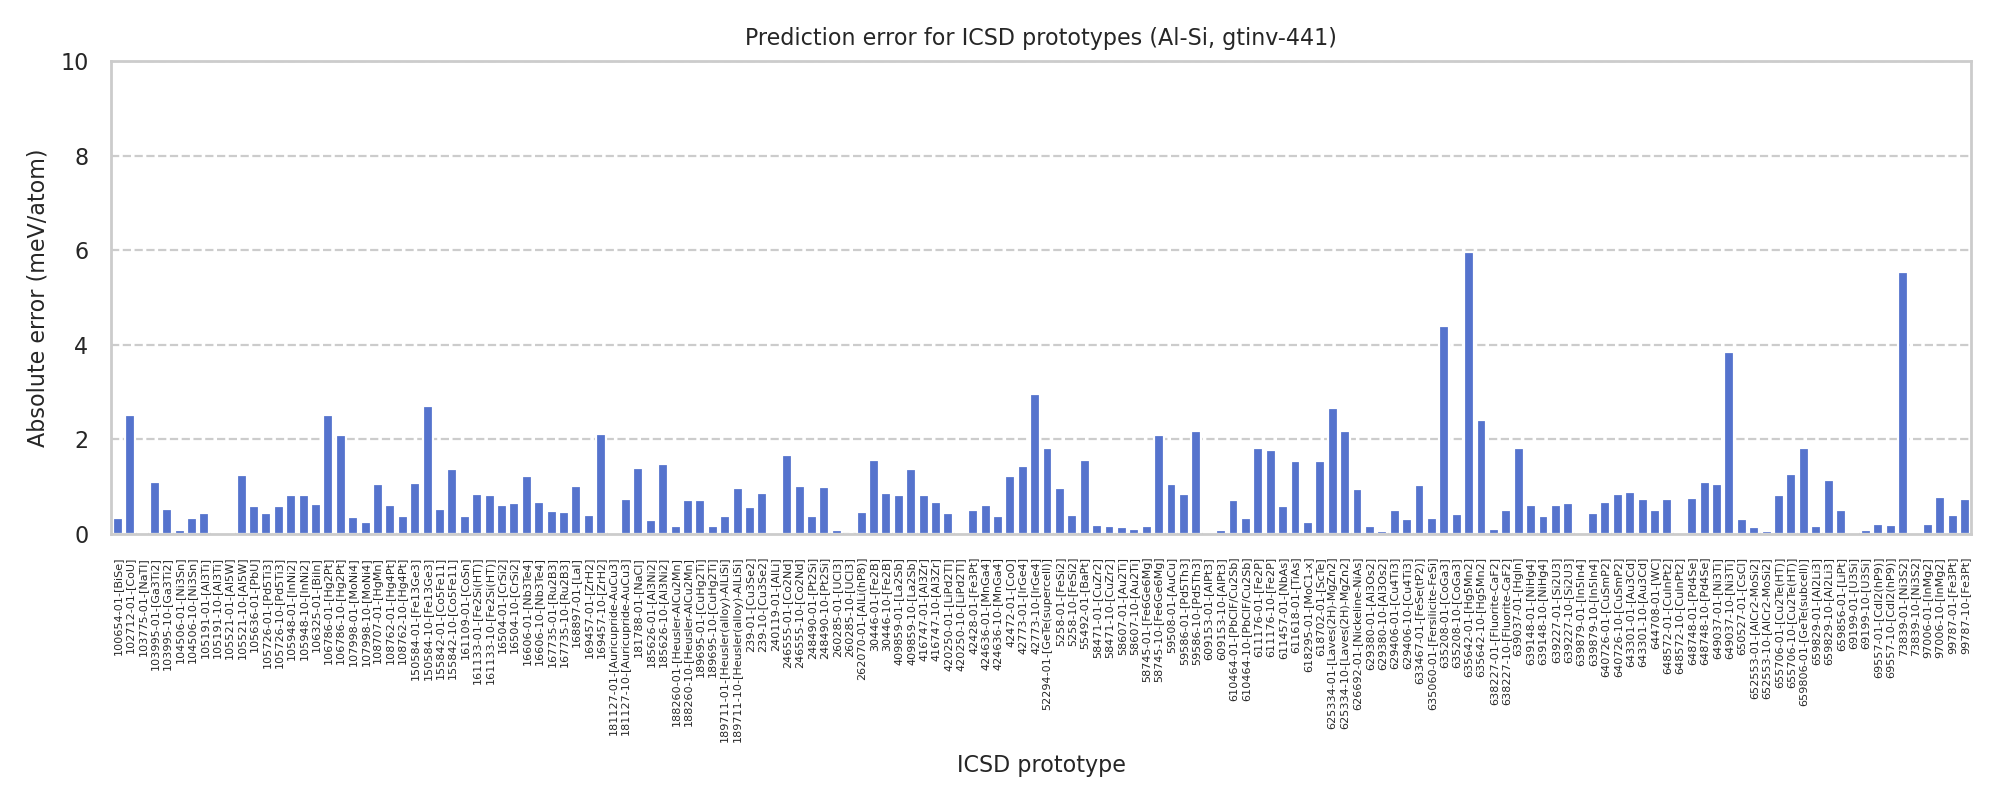 Prediction error for ICSD prototypes (Al-Si, gtinv-441)
Absolute error (meV/atom)
10
8
6
4
2
0
100654-01-[BiSe]
102712-01-[CoU]
103775-01-[NaTl]
103995-01-[Ga3Ti2]
103995-10-[Ga3Ti2]
104506-01-[Ni3Sn]
104506-10-[Ni3Sn]
105191-01-[Al3Ti]
105191-10-[Al3Ti]
105521-01-[Al5W]
105521-10-[Al5W]
105636-01-[PbU]
105726-01-[Pd5Ti3]
105726-10-[Pd5Ti3]
105948-01-[InNi2]
105948-10-[InNi2]
106325-01-[BiIn]
106786-01-[Hg2Pt]
106786-10-[Hg2Pt]
107998-01-[MoNi4]
107998-10-[MoNi4]
108707-01-[HgMn]
108762-01-[Hg4Pt]
108762-10-[Hg4Pt]
150584-01-[Fe13Ge3]
150584-10-[Fe13Ge3]
155842-01-[Co5Fe11]
155842-10-[Co5Fe11]
161109-01-[CoSn]
161133-01-[Fe2Si(HT)]
161133-10-[Fe2Si(HT)]
16504-01-[CrSi2]
16504-10-[CrSi2]
16606-01-[Nb3Te4]
16606-10-[Nb3Te4]
167735-01-[Ru2B3]
167735-10-[Ru2B3]
168897-01-[LaI]
169457-01-[ZrH2]
169457-10-[ZrH2]
181127-01-[Auricupride-AuCu3]
181127-10-[Auricupride-AuCu3]
181788-01-[NaCl]
185626-01-[Al3Ni2]
185626-10-[Al3Ni2]
188260-01-[Heusler-AlCu2Mn]
188260-10-[Heusler-AlCu2Mn]
189695-01-[CuHg2Ti]
189695-10-[CuHg2Ti]
189711-01-[Heusler(alloy)-AlLiSi]
189711-10-[Heusler(alloy)-AlLiSi]
239-01-[Cu3Se2]
239-10-[Cu3Se2]
240119-01-[AlLi]
246555-01-[Co2Nd]
246555-10-[Co2Nd]
248490-01-[Pt2Si]
248490-10-[Pt2Si]
260285-01-[UCl3]
260285-10-[UCl3]
262070-01-[AlLi(hP8)]
30446-01-[Fe2B]
30446-10-[Fe2B]
409859-01-[La2Sb]
409859-10-[La2Sb]
416747-01-[Al3Zr]
416747-10-[Al3Zr]
420250-01-[LiPd2Tl]
420250-10-[LiPd2Tl]
42428-01-[Fe3Pt]
424636-01-[MnGa4]
424636-10-[MnGa4]
42472-01-[CoO]
42773-01-[IrGe4]
42773-10-[IrGe4]
52294-01-[GeTe(supercell)]
5258-01-[FeSi2]
5258-10-[FeSi2]
55492-01-[BaPt]
58471-01-[CuZr2]
58471-10-[CuZr2]
58607-01-[Au2Ti]
58607-10-[Au2Ti]
58745-01-[Fe6Ge6Mg]
58745-10-[Fe6Ge6Mg]
59508-01-[AuCu]
59586-01-[Pd5Th3]
59586-10-[Pd5Th3]
609153-01-[AlPt3]
609153-10-[AlPt3]
610464-01-[PbClF/Cu2Sb]
610464-10-[PbClF/Cu2Sb]
611176-01-[Fe2P]
611176-10-[Fe2P]
611457-01-[NbAs]
611618-01-[TiAs]
618295-01-[MoC1-x]
618702-01-[ScTe]
625334-01-[Laves(2H)-MgZn2]
625334-10-[Laves(2H)-MgZn2]
626692-01-[Nickeline-NiAs]
629380-01-[Al3Os2]
629380-10-[Al3Os2]
629406-01-[Cu4Ti3]
629406-10-[Cu4Ti3]
633467-01-[FeSe(tP2)]
635060-01-[Fersilicite-FeSi]
635208-01-[CoGa3]
635208-10-[CoGa3]
635642-01-[Hg5Mn2]
635642-10-[Hg5Mn2]
638227-01-[Fluorite-CaF2]
638227-10-[Fluorite-CaF2]
639037-01-[HgIn]
639148-01-[NiHg4]
639148-10-[NiHg4]
639227-01-[Si2U3]
639227-10-[Si2U3]
639879-01-[In5In4]
639879-10-[In5In4]
640726-01-[CuSmP2]
640726-10-[CuSmP2]
643301-01-[Au3Cd]
643301-10-[Au3Cd]
644708-01-[WC]
648572-01-[CuInPt2]
648572-10-[CuInPt2]
648748-01-[Pd4Se]
648748-10-[Pd4Se]
649037-01-[Ni3Ti]
649037-10-[Ni3Ti]
650527-01-[CsCl]
652553-01-[AlCr2-MoSi2]
652553-10-[AlCr2-MoSi2]
655706-01-[Cu2Te(HT)]
655706-10-[Cu2Te(HT)]
659806-01-[GeTe(subcell)]
659829-01-[Al2Li3]
659829-10-[Al2Li3]
659856-01-[LiPt]
69199-01-[U3Si]
69199-10-[U3Si]
69557-01-[CdI2(hP9)]
69557-10-[CdI2(hP9)]
73839-01-[Ni3S2]
73839-10-[Ni3S2]
97006-01-[InMg2]
97006-10-[InMg2]
99787-01-[Fe3Pt]
99787-10-[Fe3Pt]
ICSD prototype